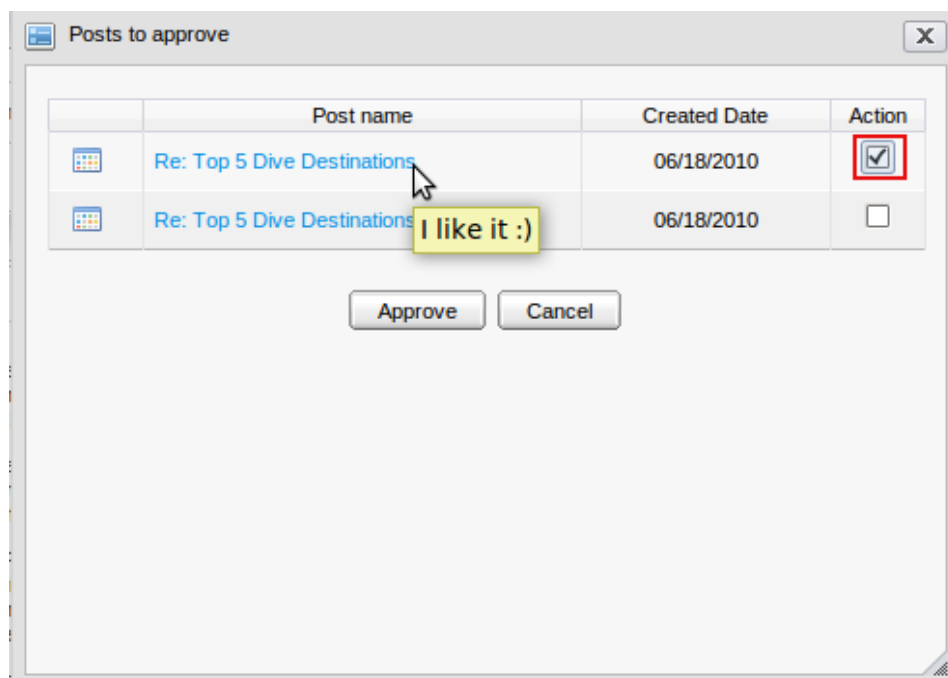 Posts to approve
Post name Created Date Action
Re: Top 5 Dive Destinations 06/18/2010
Re: Top 5 Dive Destinations 06/18/2010
I like it :)
Approve Cancel